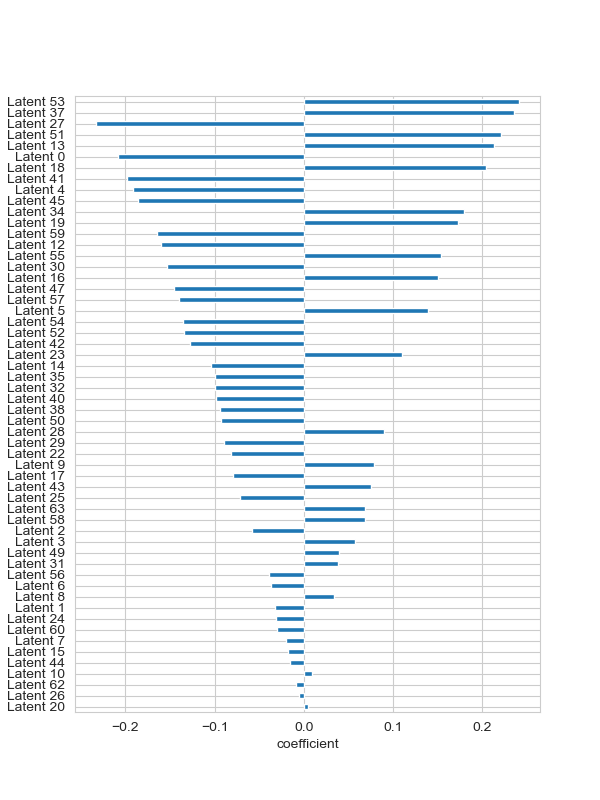 Latent 53
Latent 37
Latent 27
Latent 51
Latent 13
Latent 0
Latent 18
Latent 41
Latent 4
Latent 45
Latent 34
Latent 19
Latent 59
Latent 12
Latent 55
Latent 30
Latent 16
Latent 47
Latent 57
Latent 5
Latent 54
Latent 52
Latent 42
Latent 23
Latent 14
Latent 35
Latent 32
Latent 40
Latent 38
Latent 50
Latent 28
Latent 29
Latent 22
Latent 9
Latent 17
Latent 43
Latent 25
Latent 63
Latent 58
Latent 2
Latent 3
Latent 49
Latent 31
Latent 56
Latent 6
Latent 8
Latent 1
Latent 24
Latent 60
Latent 7
Latent 15
Latent 44
Latent 10
Latent 62
Latent 26
Latent 20
−0.2 −0.1 0.0 0.1 0.2
coefficient